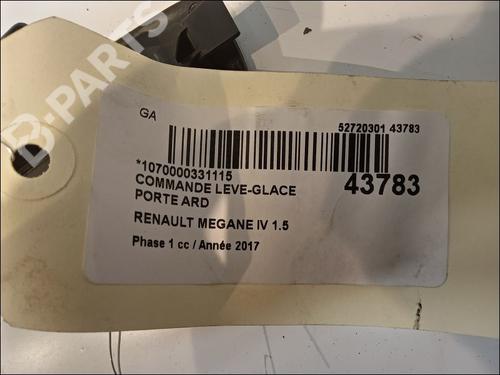 B-PARTS
GA
52720301 43783
*1070000331115
COMMANDE LEVE-GLACE
43783
PORTE ARD
RENAULT MEGANE IV 1.5
Phase 1 cc / Année 2017